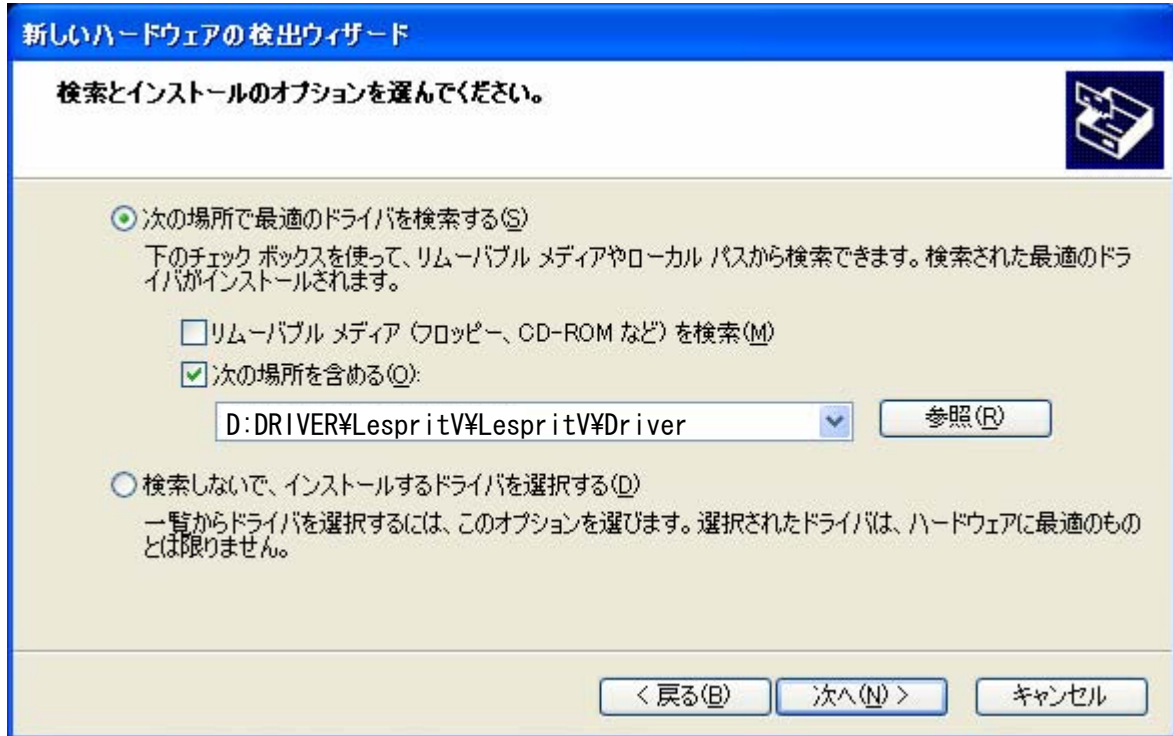 新しいハードウェアの検出ウィザード
検索とインストールのオプションを選んでください。
次の場所で最適のドライバを検索する(S)
下のチェック ボックスを使って、リムーバブル メディアやローカル パスから検索できます。検索された最適のドラ
イバがインストールされます。
リムーバブル メディア (フロッピー、CD-ROM など) を検索(M)
次の場所を含める(O):
D:DRIVER¥LespritV¥LespritV¥Driver
参照(R)
検索しないで、インストールするドライバを選択する(D)
一覧からドライバを選択するには、このオプションを選びます。選択されたドライバは、ハードウェアに最適のもの
とは限りません。
< 戻る(B) 次へ(N) > キャンセル